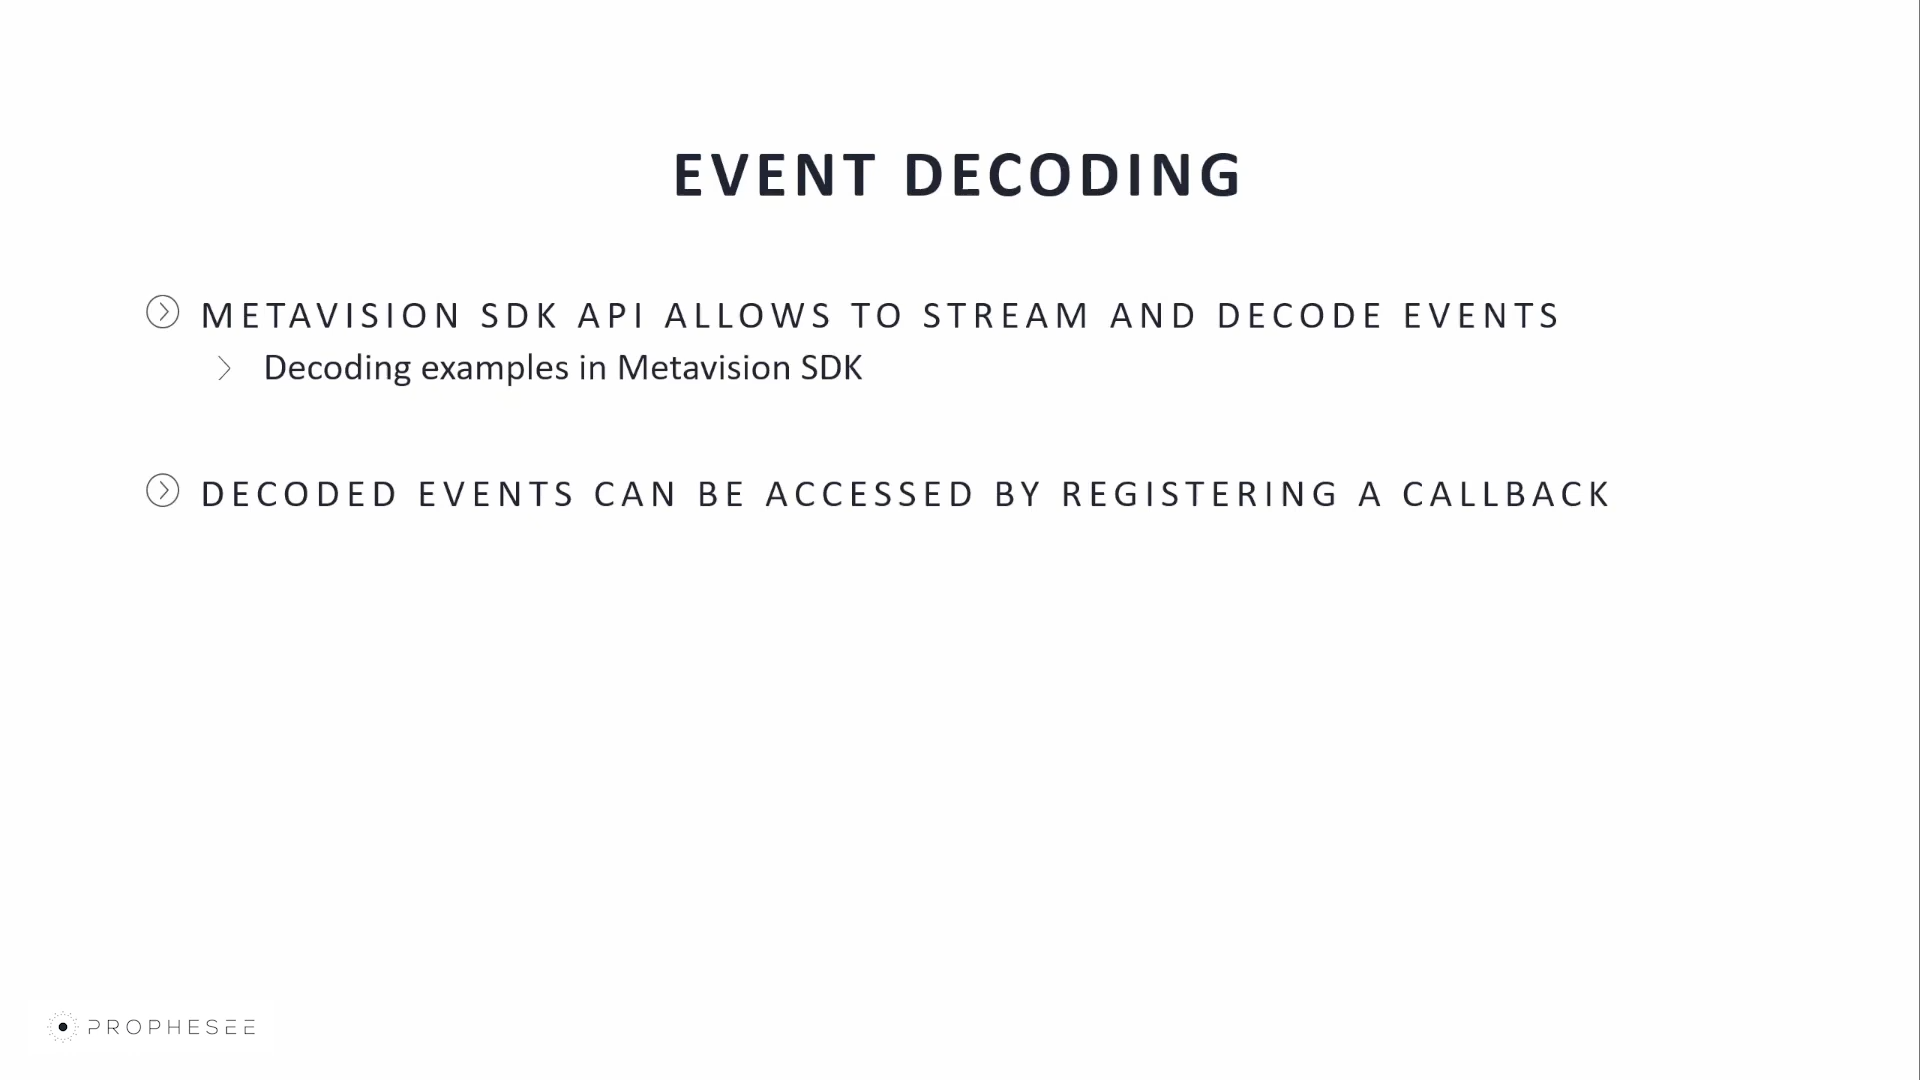 EVENT DECODING
METAVISION SDK API ALLOWS TO STREAM AND DECODE EVENTS
Decoding examples in Metavision SDK
DECODED EVENTS CAN BE ACCESSED BY REGISTERING A CALLBACK
PROPHESEE